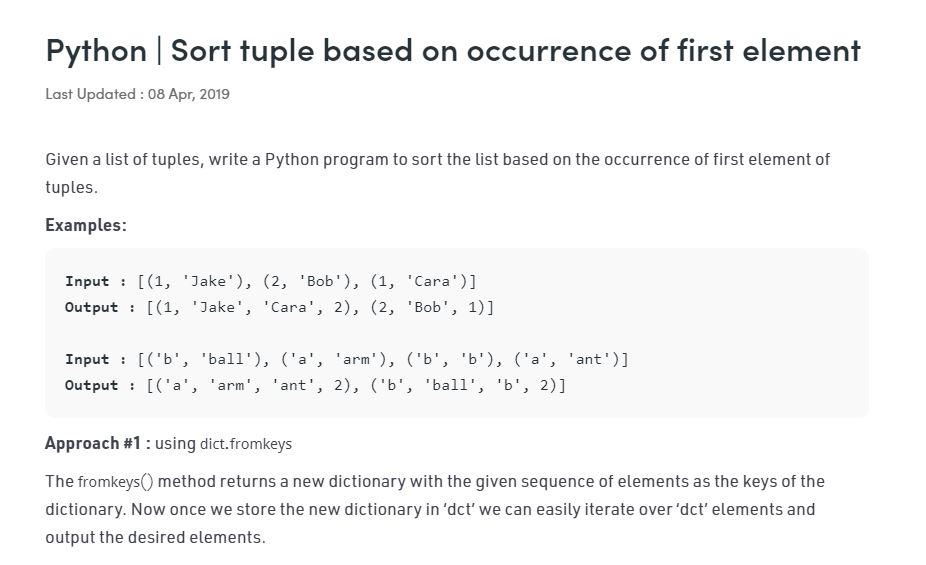 Python | Sort tuple based on occurrence of first element
Last Updated : 08 Apr, 2019
Given a list of tuples, write a Python program to sort the list based on the occurrence of first element of
tuples.
Examples:
Input : [(1, 'Jake'), (2, 'Bob'), (1, 'Cara')]
Output : [(1, 'Jake', 'Cara', 2), (2, 'Bob', 1)]
Input : [('b', 'ball'), ('a', 'arm'), ('b', 'b'), ('a', 'ant')]
Output : [('a', 'arm', 'ant', 2), ('b', 'ball', 'b', 2)]
Approach #1 : using dict.fromkeys
The fromkeys() method returns a new dictionary with the given sequence of elements as the keys of the
dictionary. Now once we store the new dictionary in ‘dct’ we can easily iterate over ‘dct’ elements and
output the desired elements.